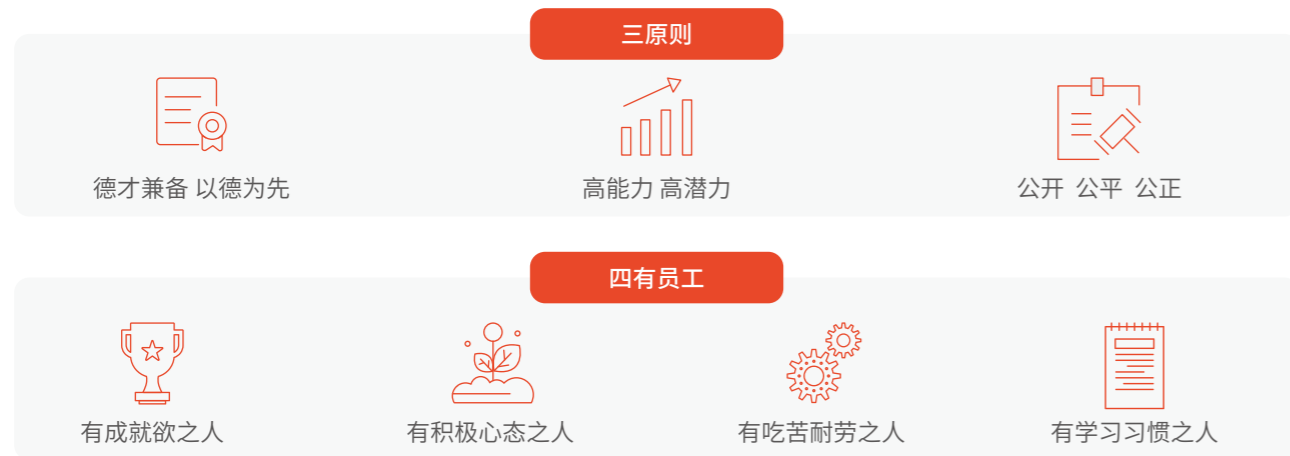 三原则
德才兼备 以德为先
高能力 高潜力
公开 公平 公正
四有员工
有成就欲之人
有积极心态之人
有吃苦耐劳之人
有学习习惯之人